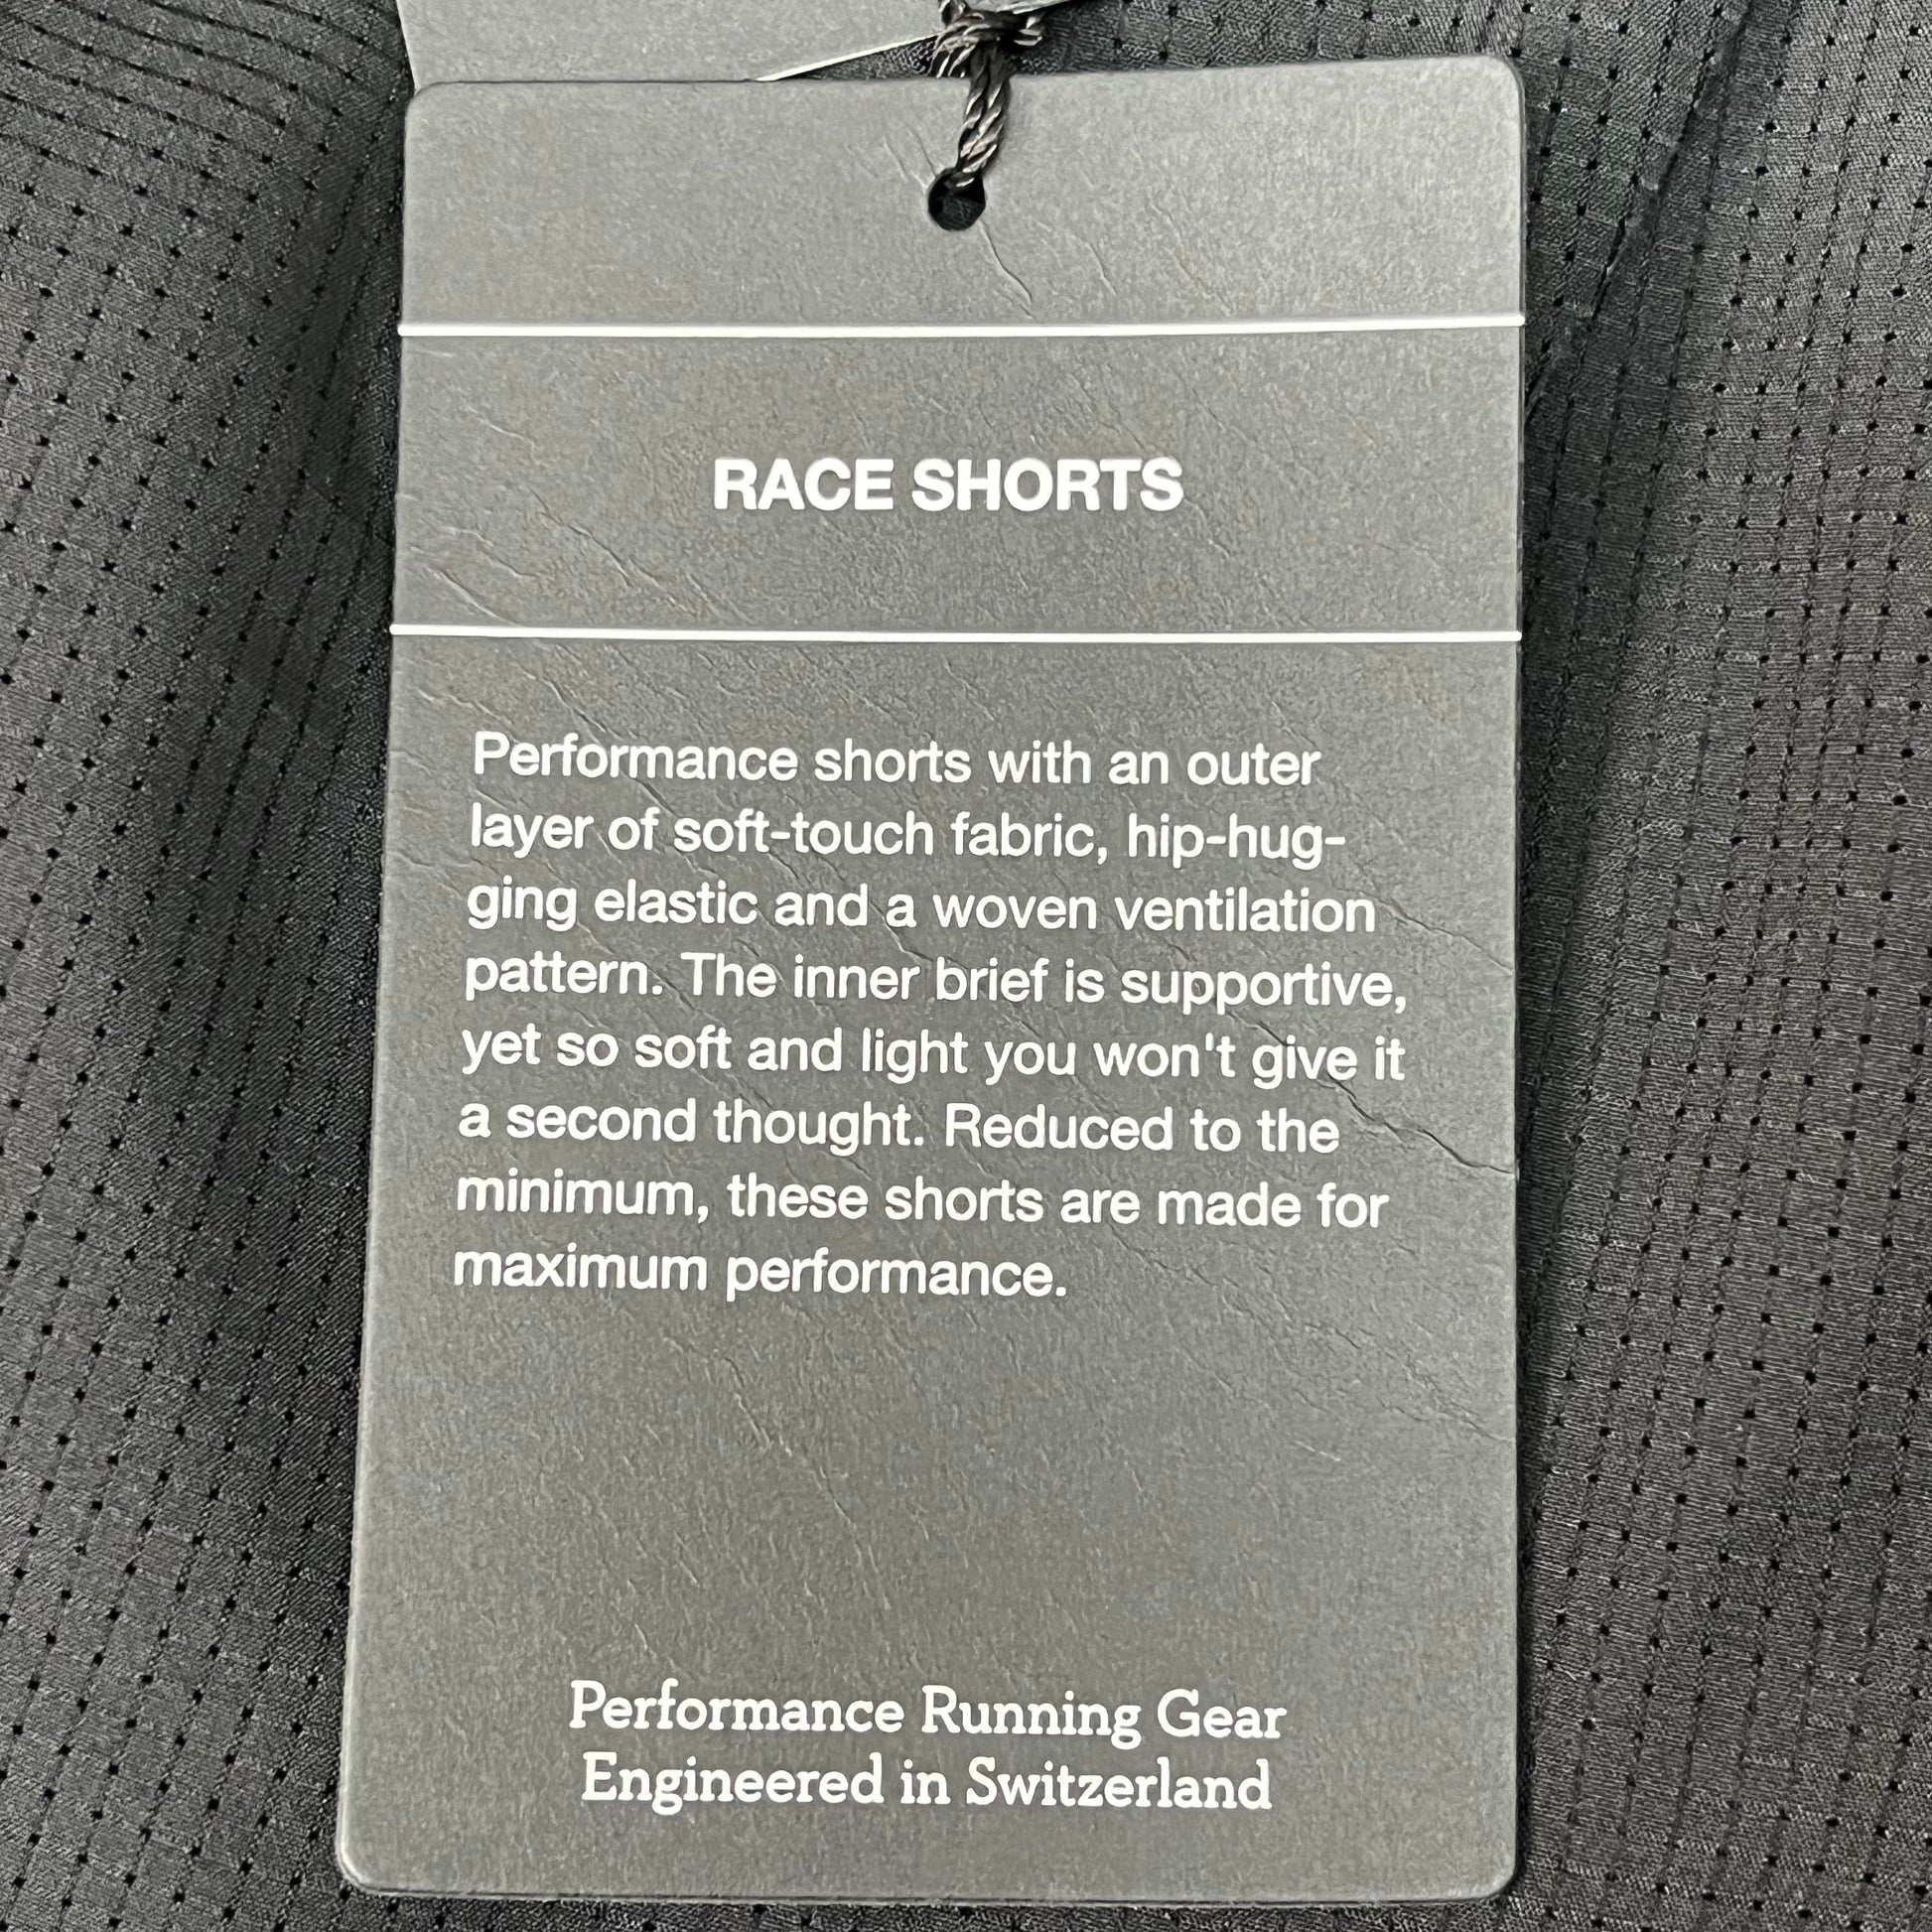 RACE SHORTS
Performance shorts with an outer
layer of soft-touch fabric, hip-hug-
ging elastic and a woven ventilation
pattern. The inner brief is supportive,
yet so soft and light you won't give it
a second thought. Reduced to the
minimum, these shorts are made for
maximum performance.
Performance Running Gear
Engineered in Switzerland